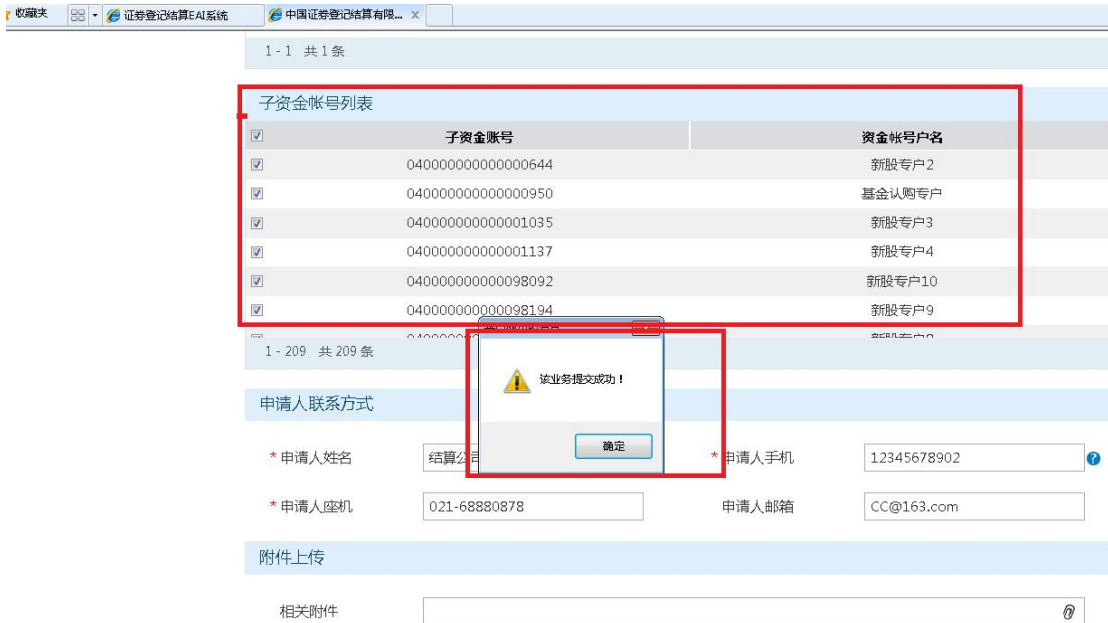 收藏夹 证券登记结算EAI系统 中国证券登记结算有限...
1 - 1 共 1 条
子资金帐号列表
子资金账号 资金帐号户名
040000000000000644 新股专户2
040000000000000950 基金认购专户
040000000000001035 新股专户3
040000000000001137 新股专户4
040000000000098092 新股专户10
040000000000098194 新股专户9
1 - 209 共 209 条
该业务提交成功！
确定
申请人联系方式
* 申请人姓名 结算公司 * 申请人手机 12345678902
* 申请人座机 021-68880878 申请人邮箱 CC@163.com
附件上传
相关附件